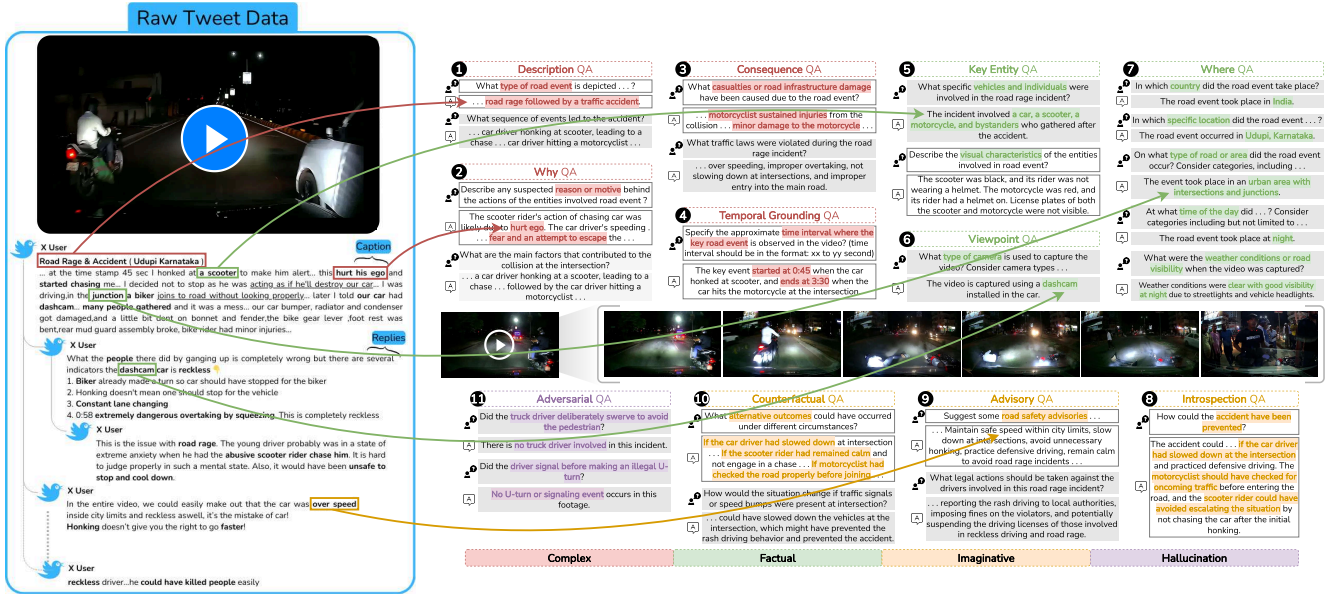 Raw Tweet Data
X User
Caption
Road Rage & Accident ( Udupi Karnataka )
... at the time stamp 45 sec I honked at a scooter to make him alert... this hurt his ego and
started chasing me... I decided not to stop as he was acting as if he'll destroy our car... I was
driving,in the junction a biker joins to road without looking properly... later I told our car had
dashcam... many people gathered and it was a mess... our car bumper, radiator and condenser
got damaged,and a little bit dent on bonnet and fender,the bike gear lever ,foot rest was
bent,rear mud guard assembly broke, bike rider had minor injuries...
Replies
X User
What the people there did by ganging up is completely wrong but there are several
indicators the dashcam car is reckless 👇
1. Biker already made a turn so car should have stopped for the biker
2. Honking doesn't mean one should stop for the vehicle
3. Constant lane changing
4. 0:58 extremely dangerous overtaking by squeezing. This is completely reckless
X User
This is the issue with road rage. The young driver probably was in a state of
extreme anxiety when he had the abusive scooter rider chase him. It is hard
to judge properly in such a mental state. Also, it would have been unsafe to
stop and cool down.
X User
In the entire video, we could easily make out that the car was over speed
inside city limits and reckless aswell, it's the mistake of car!
Honking doesn't give you the right to go faster!
X User
reckless driver...he could have killed people easily
1 Description QA
What type of road event is depicted . . . ?
. . . road rage followed by a traffic accident.
What sequence of events led to the accident?
. . . car driver honking at scooter, leading to a
chase . . . car driver hitting a motorcyclist . . .
2 Why QA
Describe any suspected reason or motive behind
the actions of the entities involved road event ?
The scooter rider's action of chasing car was
likely due to hurt ego. The car driver's speeding .
. . . fear and an attempt to escape the . . .
What are the main factors that contributed to the
collision at the intersection?
. . . a car driver honking at scooter, leading to a
chase . . . followed by the car driver hitting a
motorcyclist . . .
3 Consequence QA
What casualties or road infrastructure damage
have been caused due to the road event?
. . . motorcyclist sustained injuries from the
collision . . . minor damage to the motorcycle . . .
What traffic laws were violated during the road
rage incident?
. . . over speeding, improper overtaking, not
slowing down at intersections, and improper
entry into the main road.
4 Temporal Grounding QA
Specify the approximate time interval where the
key road event is observed in the video? (time
interval should be in the format: xx to yy second)
The key event started at 0:45 when the car
honked at scooter, and ends at 3:30 when the
car hits the motorcycle at the intersection.
5 Key Entity QA
What specific vehicles and individuals were
involved in the road rage incident?
The incident involved a car, a scooter, a
motorcycle, and bystanders who gathered after
the accident.
Describe the visual characteristics of the entities
involved in road event?
The scooter was black, and its rider was not
wearing a helmet. The motorcycle was red, and
its rider had a helmet on. License plates of both
the scooter and motorcycle were not visible.
6 Viewpoint QA
What type of camera is used to capture the
video? Consider camera types . . .
The video is captured using a dashcam
installed in the car.
7 Where QA
In which country did the road event take place?
The road event took place in India.
In which specific location did the road event . . . ?
The road event occurred in Udupi, Karnataka.
On what type of road or area did the road event
occur? Consider categories, including . . .
The event took place in an urban area with
intersections and junctions.
At what time of the day did . . . ? Consider
categories including but not limited to . . .
The road event took place at night.
What were the weather conditions or road
visibility when the video was captured?
Weather conditions were clear with good visibility
at night due to streetlights and vehicle headlights.
11 Adversarial QA
Did the truck driver deliberately swerve to avoid
the pedestrian?
There is no truck driver involved in this incident.
Did the driver signal before making an illegal U-
turn?
No U-turn or signaling event occurs in this
footage.
10 Counterfactual QA
What alternative outcomes could have occurred
under different conditions?
If the car driver had slowed down at intersection
. . . If the scooter rider had remained calm and
not engage in a chase . . . If motorcyclist had
checked the road properly before joining . . .
How would the situation change if traffic signals
or speed bumps were present at intersection?
. . . could have slowed down the vehicles at the
intersection, which might have prevented the
rash driving behavior and prevented the accident.
9 Advisory QA
Suggest some road safety advisories . . .
. . . Maintain safe speed within city limits, slow
down at intersections, avoid unnecessary
honking, practice defensive driving, remain calm
to avoid road rage incidents . . .
What legal actions should be taken against the
drivers involved in this road rage incident?
. . . reporting the rash driving to local authorities,
imposing fines on the violators, and potentially
suspending the driving licenses of those involved
in reckless driving and road rage.
8 Introspection QA
How could the accident have been
prevented?
The accident could . . . if the car driver
had slowed down at the intersection
and practiced defensive driving. The
motorcyclist should have checked for
oncoming traffic before entering the
road, and the scooter rider could have
avoided escalating the situation by
not chasing the car after the initial
honking.
Complex
Factual
Imaginative
Hallucination